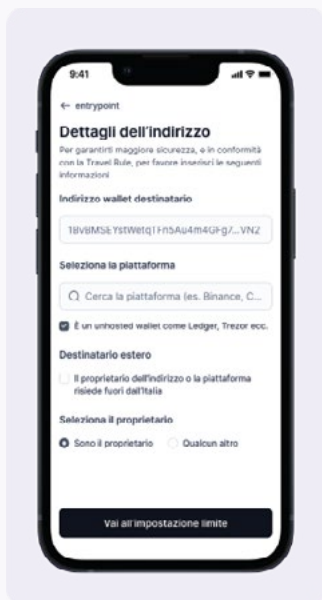 9:41
← entrypoint
Dettagli dell'indirizzo
Per garantirti maggiore sicurezza, e in conformità
con la Travel Rule, per favore inserisci le seguenti
informazioni
Indirizzo wallet destinatario
Seleziona la piattaforma
Cerca la piattaforma (es. Binance, C...
È un unhosted wallet come Ledger, Trezor ecc.
Destinatario estero
Il proprietario dell'indirizzo o la piattaforma
risiede fuori dall'Italia
Seleziona il proprietario
Sono il proprietario
Qualcun altro
Vai all'impostazione limite